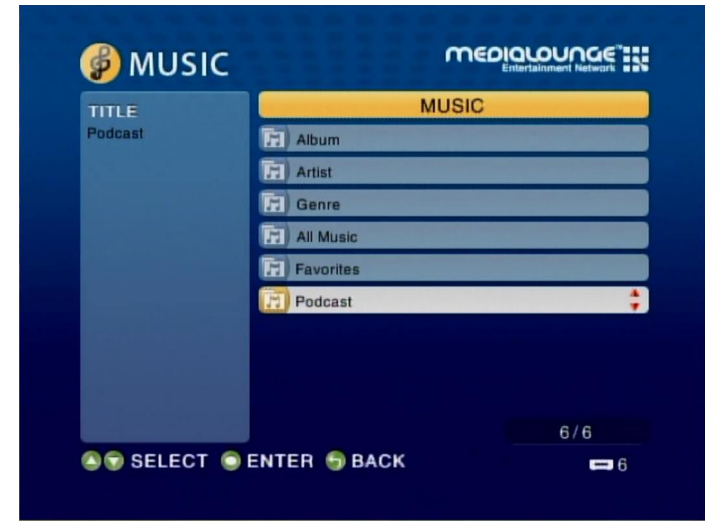 MUSIC
MEDIALOUNGE™
Entertainment Network
TITLE
Podcast
MUSIC
Album
Artist
Genre
All Music
Favorites
Podcast
6/6
SELECT ENTER BACK
6